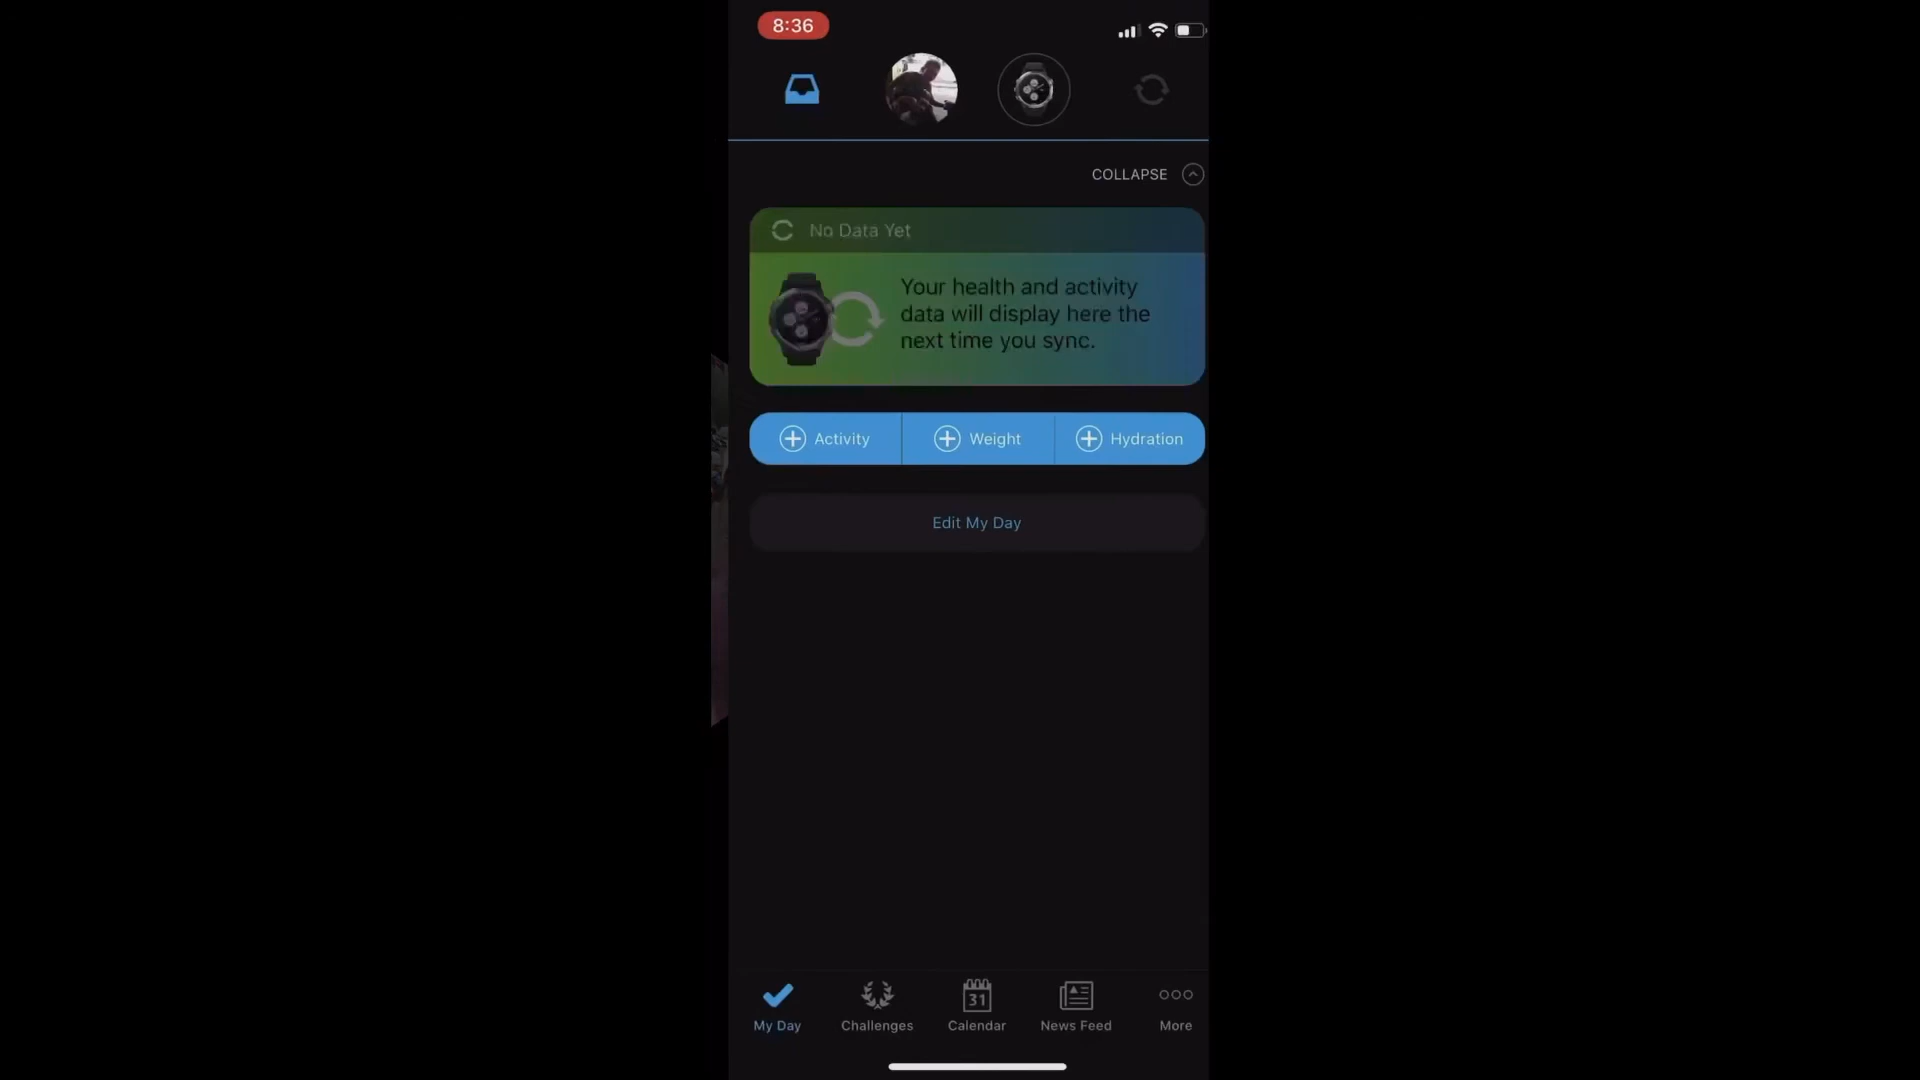 8:36
COLLAPSE
No Data Yet
Your health and activity
data will display here the
next time you sync.
Activity
Weight
Hydration
Edit My Day
31
My Day
Challenges
Calendar
News Feed
More